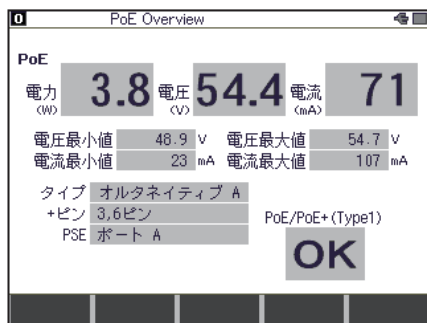 0 PoE Overview
PoE
電力(W) 3.8 電圧(V) 54.4 電流(mA) 71
電圧最小値 48.9 V 電圧最大値 54.7 V
電流最小値 23 mA 電流最大値 107 mA
タイプ オルタネイティブ A
+ピン 3,6ピン
PSE ポート A
PoE/PoE+(Type1)
OK